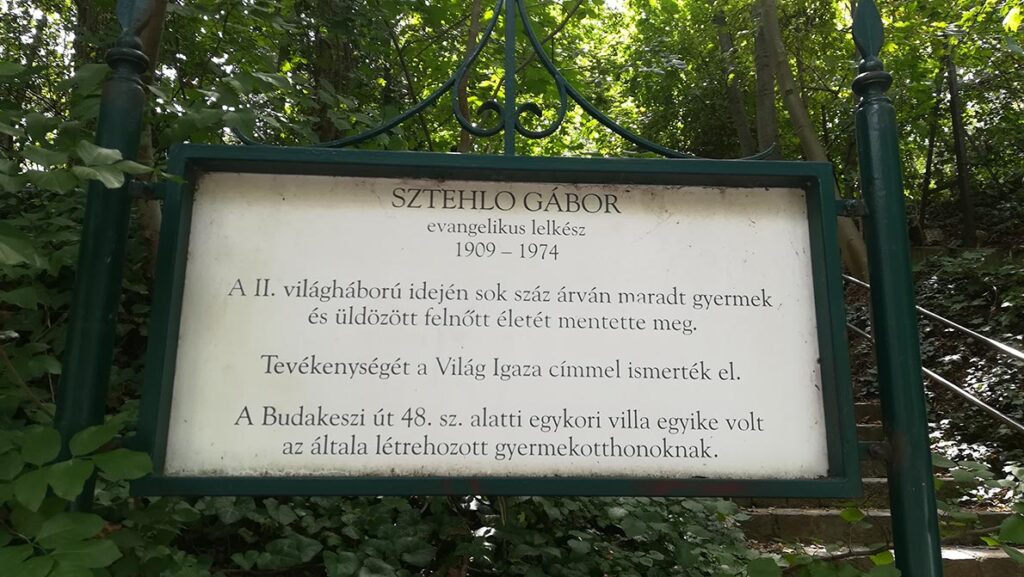 SZTEHLO GÁBOR
evangelikus lelkész
1909 – 1974
A II. világháború idején sok száz árván maradt gyermek
és üldözött felnőtt életét mentette meg.
Tevékenységét a Világ Igaza címmel ismerték el.
A Budakeszi út 48. sz. alatti egykori villa egyike volt
az általa létrehozott gyermekotthonoknak.